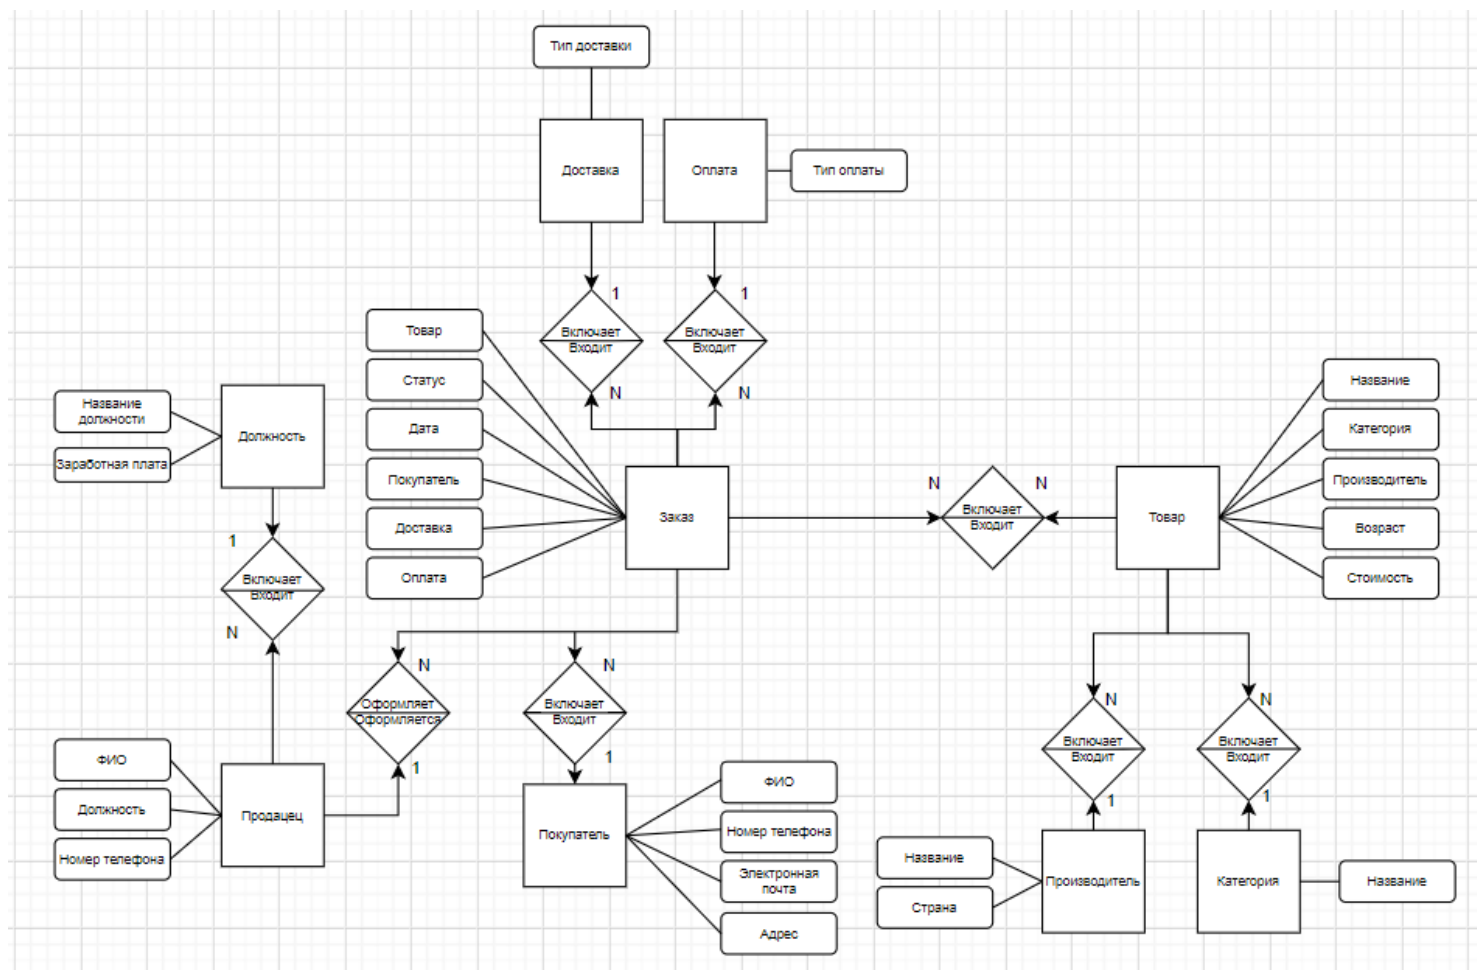 Тип доставки
Доставка
Оплата
Тип оплаты
1
1
Включает
Входит
Включает
Входит
N
N
Товар
Статус
Дата
Покупатель
Доставка
Оплата
Заказ
N
N
Включает
Входит
Товар
Название
Категория
Производитель
Возраст
Стоимость
Название
должности
Заработная плата
Должность
1
Включает
Входит
N
N
Оформляет
Оформляется
1
N
Включает
Входит
1
ФИО
Должность
Номер телефона
Продацец
Покупатель
ФИО
Номер телефона
Электронная
почта
Адрес
N
Включает
Входит
1
N
Включает
Входит
1
Название
Страна
Производитель
Категория
Название